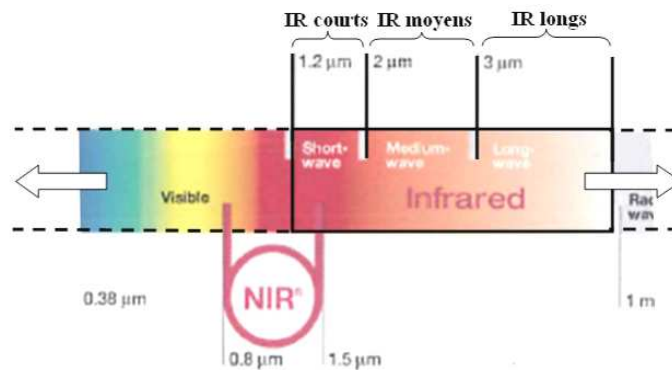 IR courts IR moyens IR longs
1.2 µm 2 µm 3 µm
Short-wave Medium-wave Long-wave
Visible Infrared
NIR®
0.38 µm 0.8 µm 1.5 µm 1 m